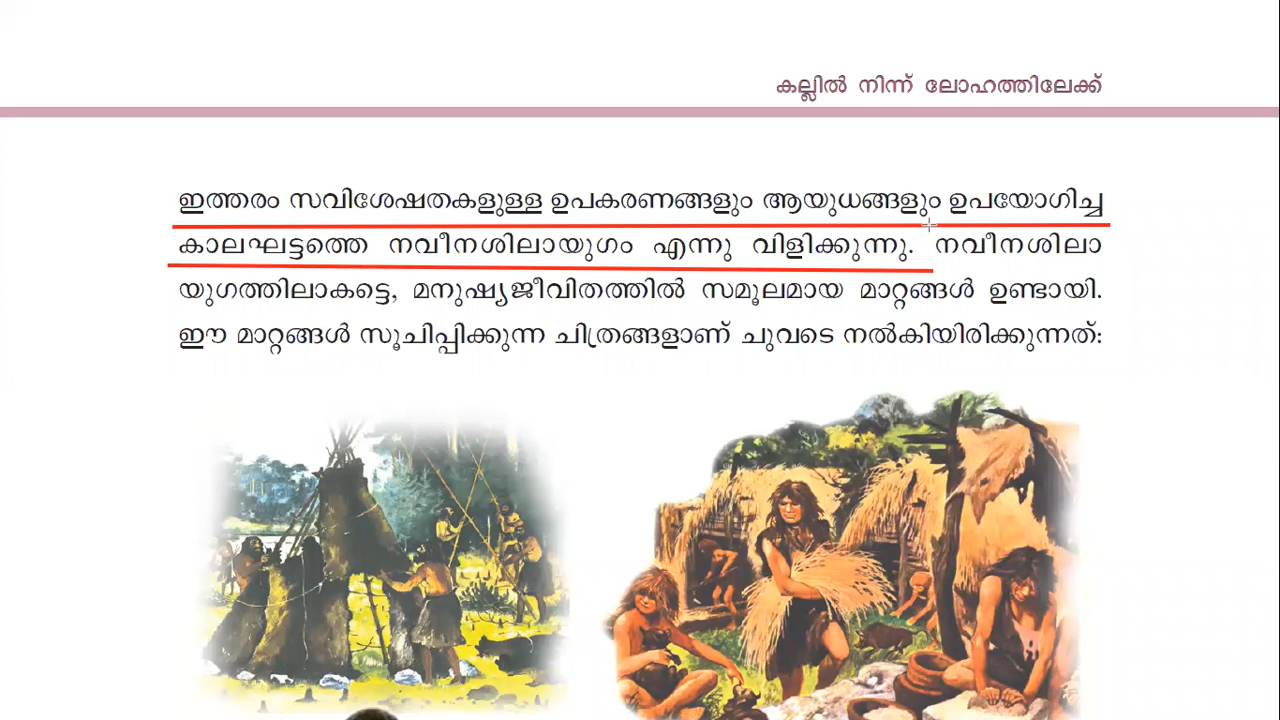 കല്ലിൽ നിന്ന് ലോഹത്തിലേക്ക്
ഇത്തരം സവിശേഷതകളുള്ള ഉപകരണങ്ങളും ആയുധങ്ങളും ഉപയോഗിച്ച
കാലഘട്ടത്തെ നവീനശിലായുഗം എന്നു വിളിക്കുന്നു. നവീനശിലാ
യുഗത്തിലാകട്ടെ, മനുഷ്യജീവിതത്തിൽ സമൂലമായ മാറ്റങ്ങൾ ഉണ്ടായി.
ഈ മാറ്റങ്ങൾ സൂചിപ്പിക്കുന്ന ചിത്രങ്ങളാണ് ചുവടെ നൽകിയിരിക്കുന്നത്: